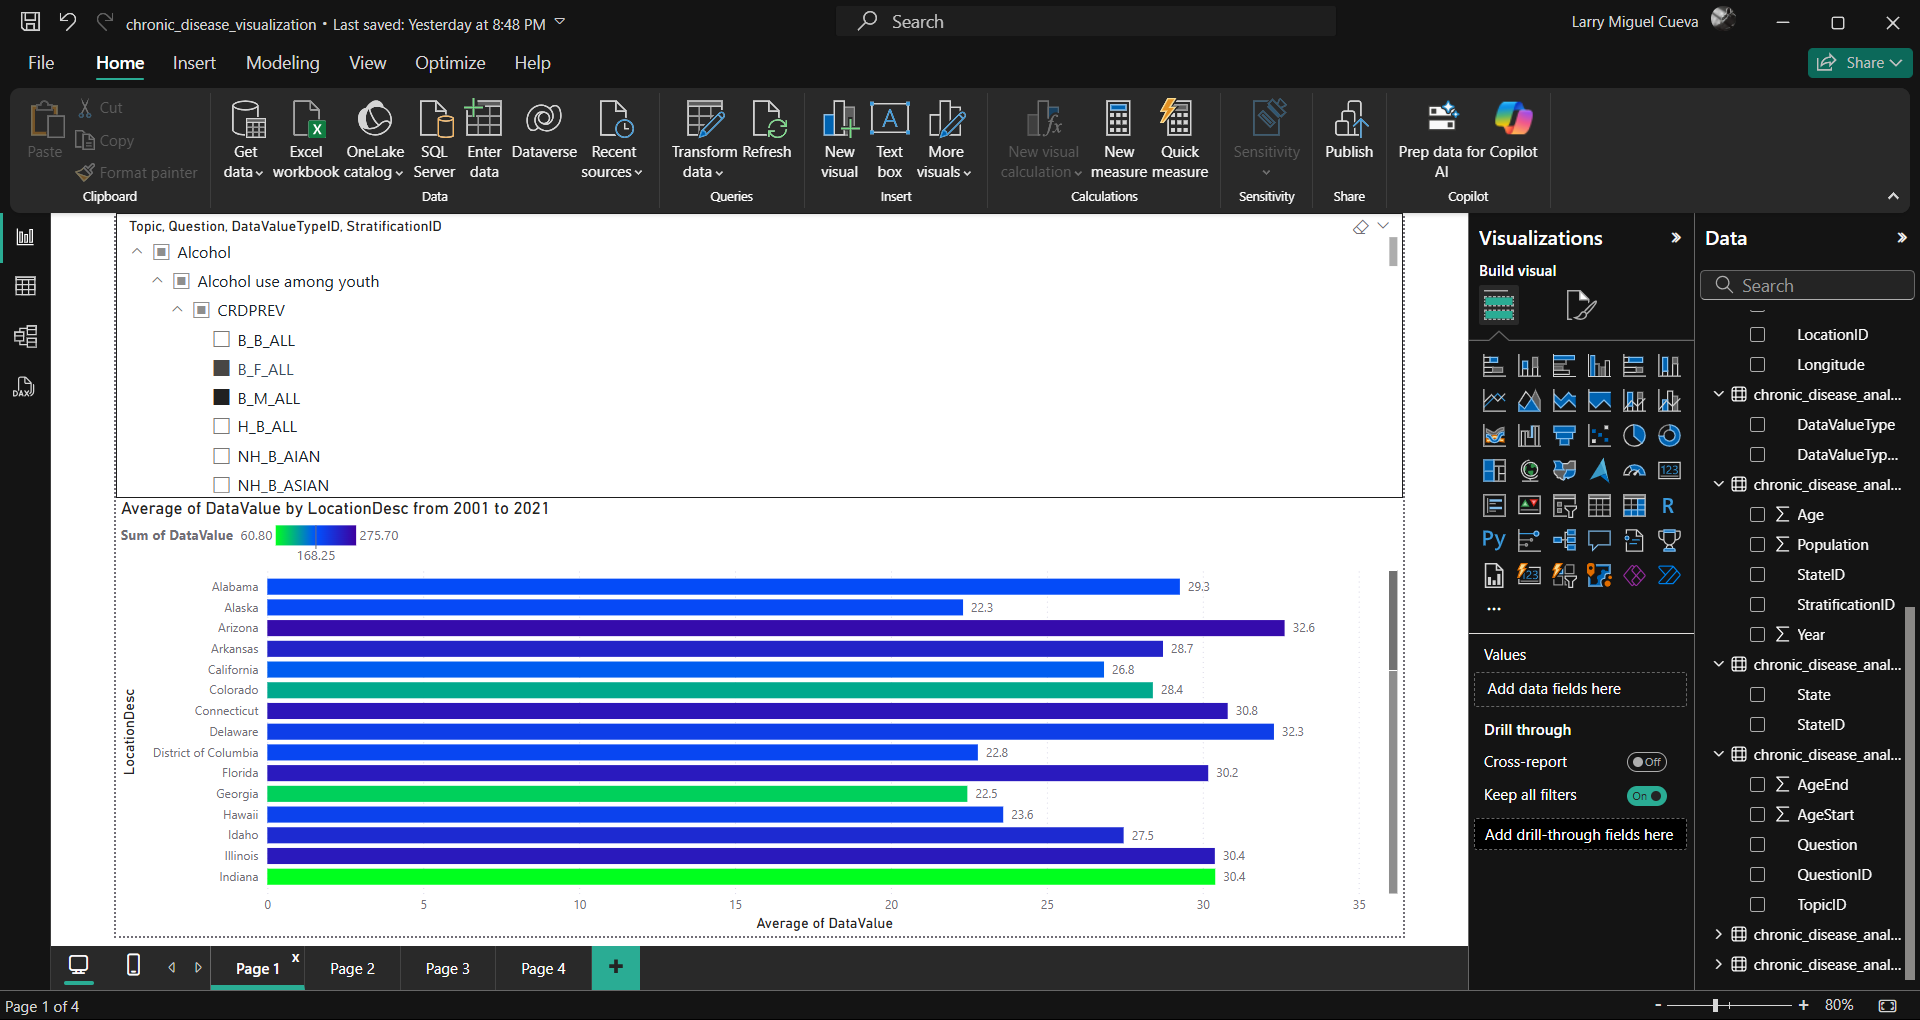 chronic_disease_visualization • Last saved: Yesterday at 8:48 PM
Search
Larry Miguel Cueva
File
Home
Insert
Modeling
View
Optimize
Help
Share
Paste
Cut
Copy
Format painter
Clipboard
Get data
Excel workbook
OneLake catalog
SQL Server
Enter data
Dataverse
Recent sources
Data
Transform data
Refresh
Queries
New visual
Text box
More visuals
Insert
New visual calculation
New measure
Quick measure
Calculations
Sensitivity
Sensitivity
Publish
Share
Prep data for AI
Copilot
Copilot
Topic, Question, DataValueTypeID, StratificationID
Alcohol
Alcohol use among youth
CRDPREV
B_B_ALL
B_F_ALL
B_M_ALL
H_B_ALL
NH_B_AIAN
NH_B_ASIAN
Average of DataValue by LocationDesc from 2001 to 2021
Sum of DataValue 60.80 275.70
168.25
LocationDesc
Alabama 29.3
Alaska 22.3
Arizona 32.6
Arkansas 28.7
California 26.8
Colorado 28.4
Connecticut 30.8
Delaware 32.3
District of Columbia 22.8
Florida 30.2
Georgia 22.5
Hawaii 23.6
Idaho 27.5
Illinois 30.4
Indiana 30.4
0 5 10 15 20 25 30 35
Average of DataValue
Visualizations
Build visual
123
R
Py
123
...
Values
Add data fields here
Drill through
Cross-report
Off
Keep all filters
On
Add drill-through fields here
Data
Search
LocationID
Longitude
chronic_disease_anal...
DataValueType
DataValueTyp...
chronic_disease_anal...
Age
Population
StateID
StratificationID
Year
chronic_disease_anal...
State
StateID
chronic_disease_anal...
AgeEnd
AgeStart
Question
QuestionID
TopicID
chronic_disease_anal...
chronic_disease_anal...
DAX
Page 1
x
Page 2
Page 3
Page 4
+
Page 1 of 4
- + 80%